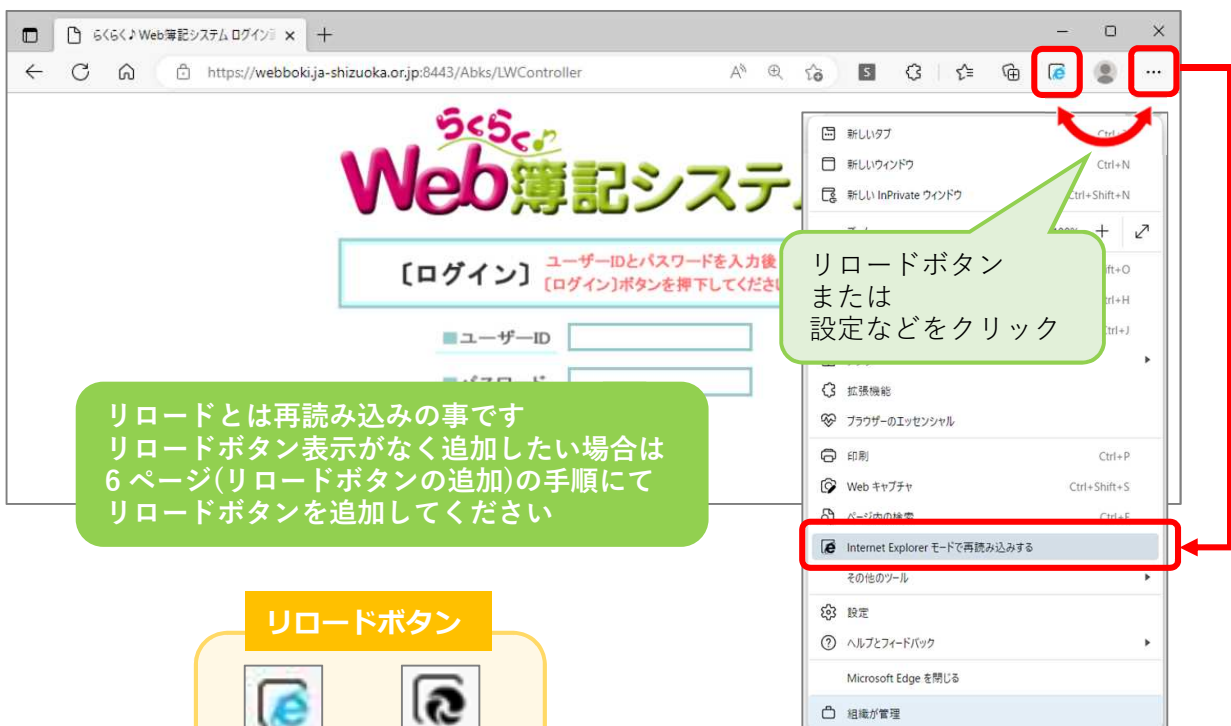 らくらく♪Web簿記システム ログイン
https://webboki.ja-shizuoka.or.jp:8443/Abks/LWController
らくらく♪
Web簿記システ
[ログイン]
ユーザーIDとパスワードを入力後
[ログイン]ボタンを押下してくださ
■ユーザーID
新しいタブ
新しいウィンドウ Ctrl+N
新しい InPrivate ウィンドウ Ctrl+Shift+N
リロードボタン
または
設定などをクリック
拡張機能
ブラウザーのエッセンシャル
印刷 Ctrl+P
Web キャプチャ Ctrl+Shift+S
ページ内の検索 Ctrl+F
Internet Explorer モードで再読み込みする
その他のツール
設定
ヘルプとフィードバック
Microsoft Edge を閉じる
組織が管理
リロードとは再読み込みの事です
リロードボタン表示がなく追加したい場合は
6 ページ(リロードボタンの追加)の手順にて
リロードボタンを追加してください
リロードボタン